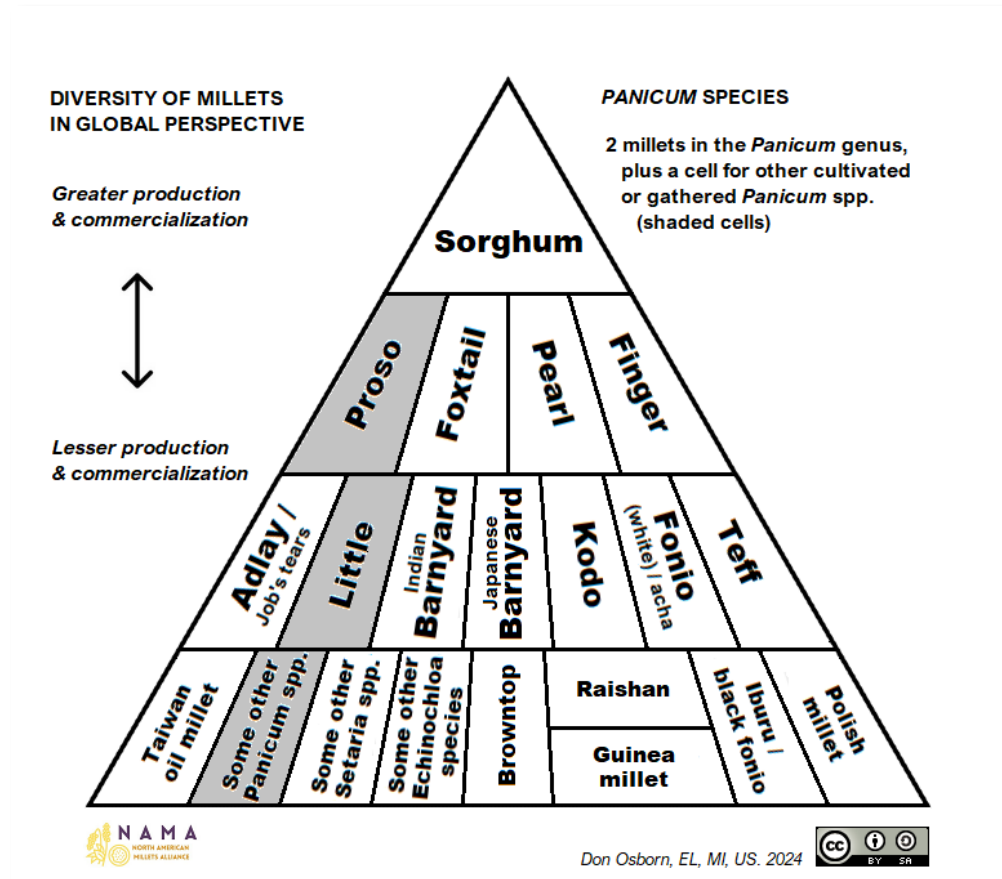 DIVERSITY OF MILLETS
IN GLOBAL PERSPECTIVE
Greater production
& commercialization
Lesser production
& commercialization
PANICUM SPECIES
2 millets in the Panicum genus,
plus a cell for other cultivated
or gathered Panicum spp.
(shaded cells)
Sorghum
Proso
Foxtail
Pearl
Finger
Adlay /
Job's tears
Little
Indian
Barnyard
Japanese
Barnyard
Kodo
Fonio
(white) / acha
Teff
Taiwan
oil millet
Some other
Panicum spp.
Some other
Setaria spp.
Some other
Echinochloa
species
Browntop
Raishan
Guinea
millet
Iburu /
black fonio
Polish
millet
NAMA
NORTH AMERICAN
MILLETS ALLIANCE
Don Osborn, EL, MI, US. 2024
cc
BY SA